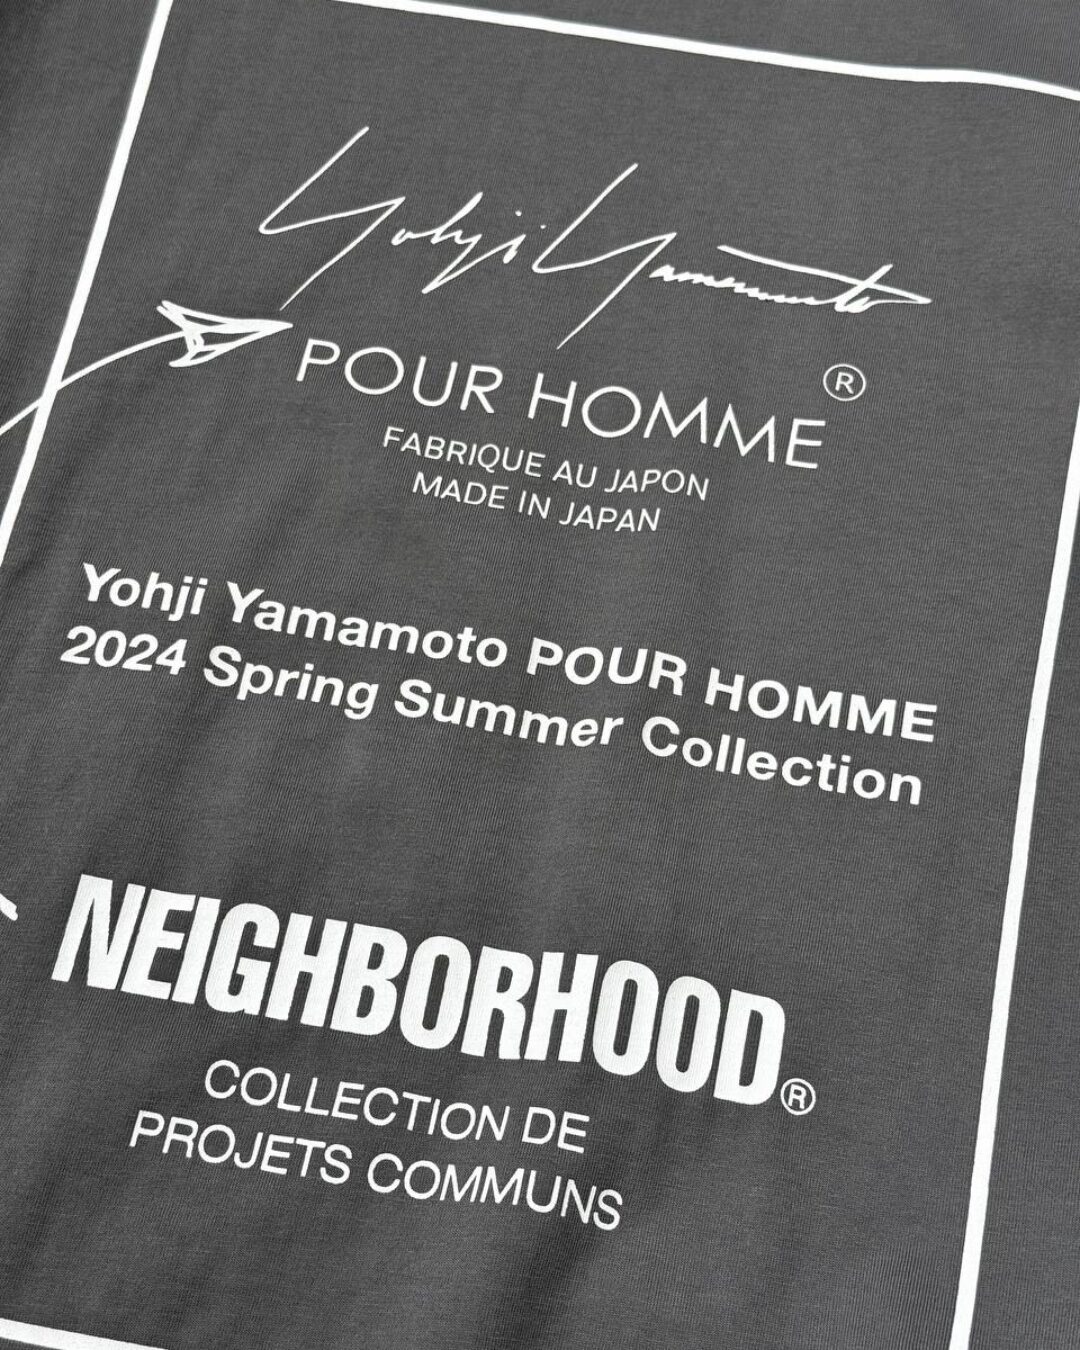 Yohji Yamamoto
POUR HOMME ®
FABRIQUE AU JAPON
MADE IN JAPAN
Yohji Yamamoto POUR HOMME
2024 Spring Summer Collection
NEIGHBORHOOD®
COLLECTION DE
PROJETS COMMUNS